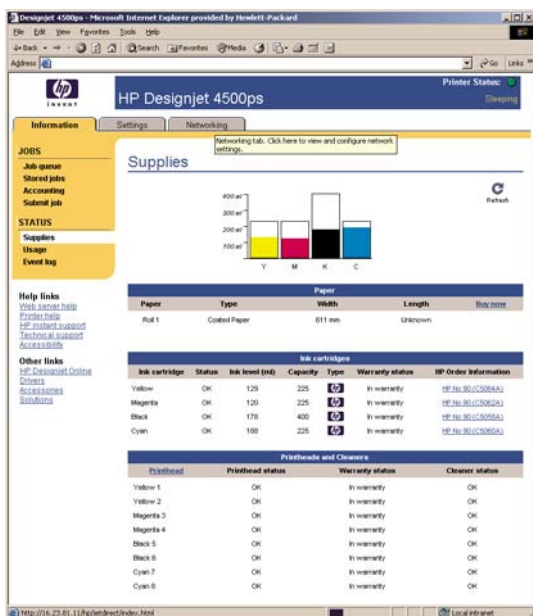 Designjet 4500ps - Microsoft Internet Explorer provided by Hewlett-Packard
File Edit View Favorites Tools Help
Back Search Favorites Media
Address Go Links »
hp
invent
HP Designjet 4500ps
Printer Status:
Sleeping
Information Settings Networking
Networking tab. Click here to view and configure network
settings.
JOBS
Job queue
Stored jobs
Accounting
Submit job
STATUS
Supplies
Usage
Event log
Help links
Web server help
Printer help
HP instant support
Technical support
Accessibility
Other links
HP Designjet Online
Drivers
Accessories
Solutions
Supplies
Refresh
400 ml
300 ml
200 ml
100 ml
Y M K C
Paper
Paper Type Width Length Buy now
Roll 1 Coated Paper 611 mm Unknown
Ink cartridges
Ink cartridge Status Ink level (ml) Capacity Type Warranty status HP Order Information
Yellow OK 129 225 hp In warranty HP No.90 (C5064A)
Magenta OK 120 225 hp In warranty HP No.90 (C5062A)
Black OK 178 400 hp In warranty HP No.90 (C5058A)
Cyan OK 188 225 hp In warranty HP No.90 (C5060A)
Printheads and Cleaners
Printhead Printhead status Warranty status Cleaner status
Yellow 1 OK In warranty OK
Yellow 2 OK In warranty OK
Magenta 3 OK In warranty OK
Magenta 4 OK In warranty OK
Black 5 OK In warranty OK
Black 6 OK In warranty OK
Cyan 7 OK In warranty OK
Cyan 8 OK In warranty OK
http://16.23.81.11/hp/jetdirect/index.html Local intranet